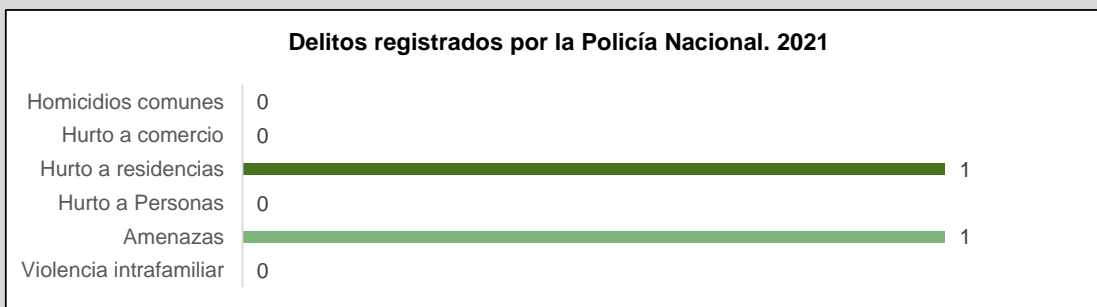 Delitos registrados por la Policía Nacional. 2021
Homicidios comunes 0
Hurto a comercio 0
Hurto a residencias 1
Hurto a Personas 0
Amenazas 1
Violencia intrafamiliar 0